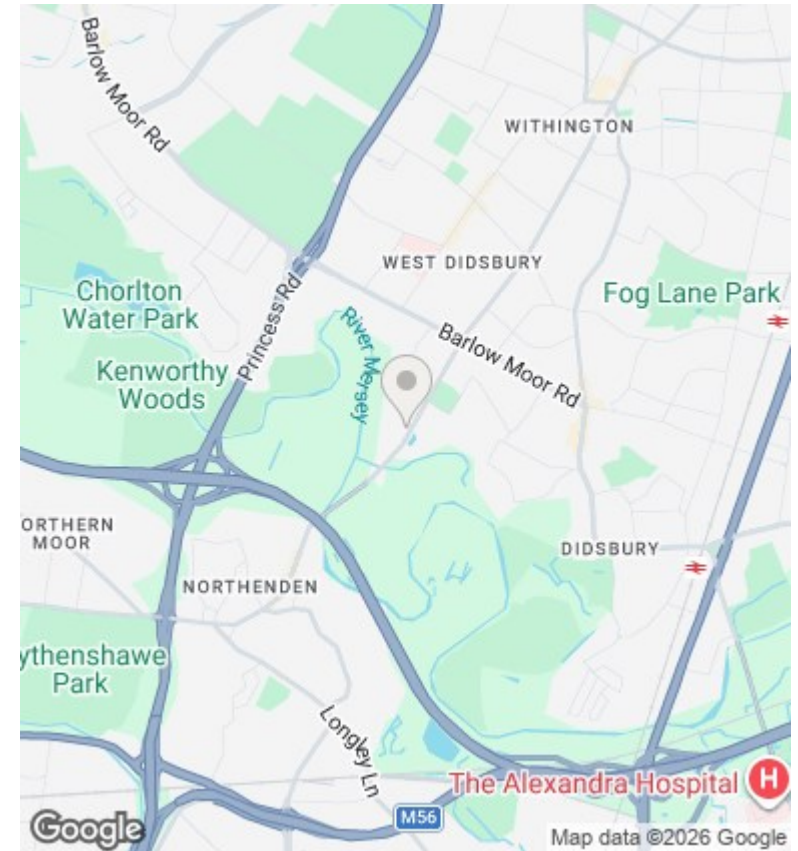 Barlow Moor Rd
WITHINGTON
WEST DIDSBURY
Chorlton
Water Park
Fog Lane Park
Princess Rd
River Mersey
Barlow Moor Rd
Kenworthy
Woods
ORTHERN
MOOR
DIDSBURY
NORTHENDEN
ythenshawe
Park
Longley Ln
The Alexandra Hospital
H
M56
Google
Map data ©2026 Google